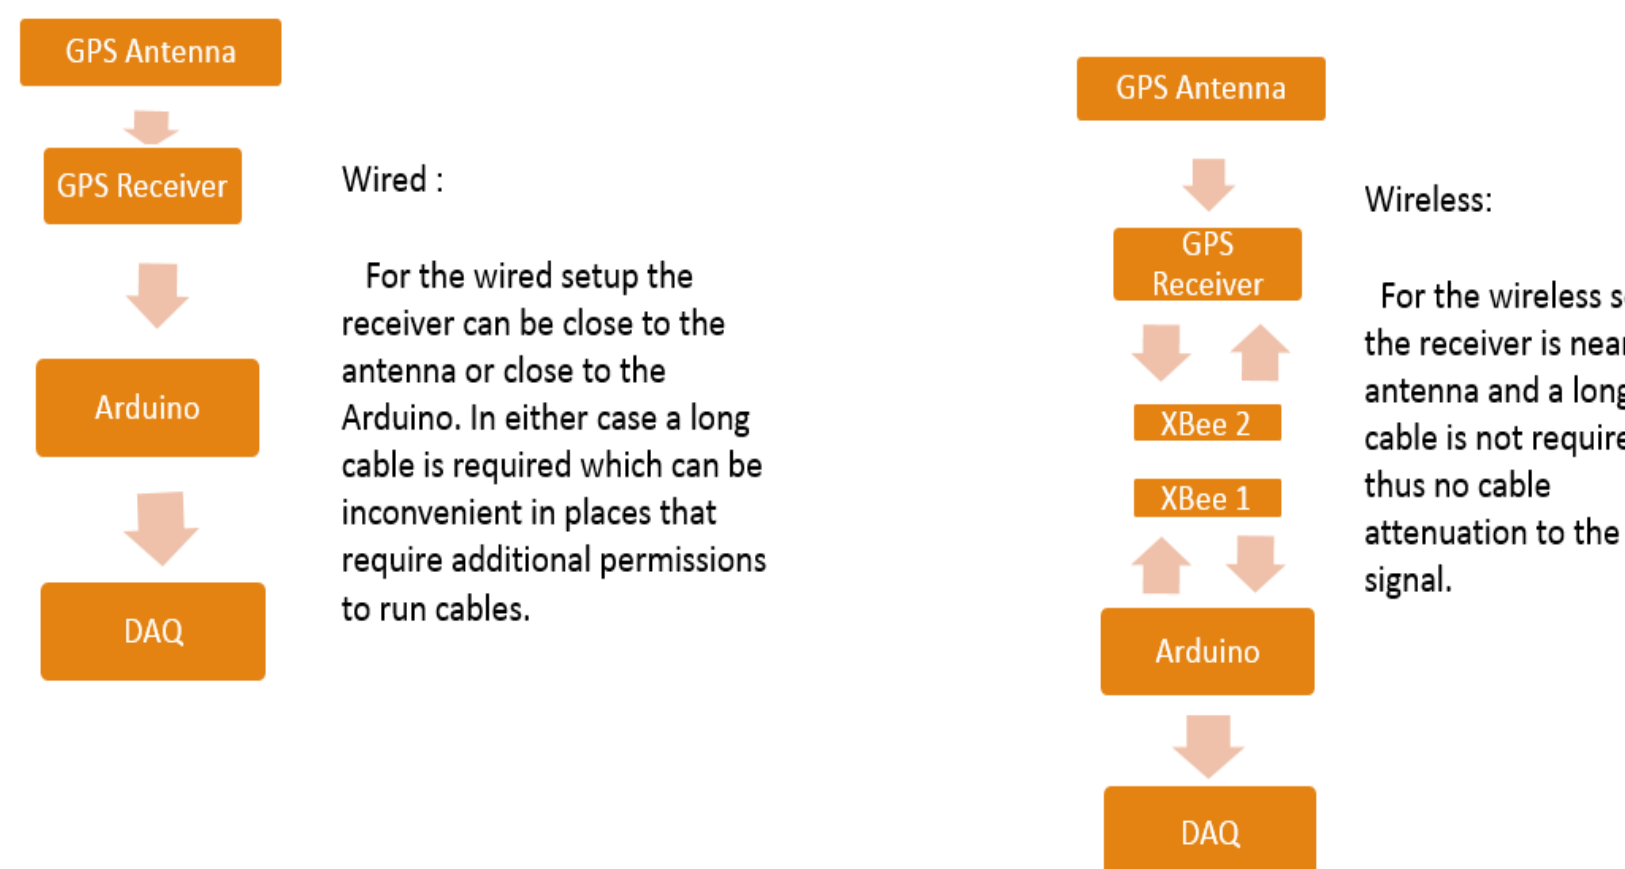 GPS Antenna
GPS Receiver
Arduino
DAQ
Wired :
For the wired setup the
receiver can be close to the
antenna or close to the
Arduino. In either case a long
cable is required which can be
inconvenient in places that
require additional permissions
to run cables.
GPS Antenna
GPS
Receiver
XBee 2
XBee 1
Arduino
DAQ
Wireless:
For the wireless
the receiver is
antenna and a
cable is not
thus no cable
attenuation to the
signal.